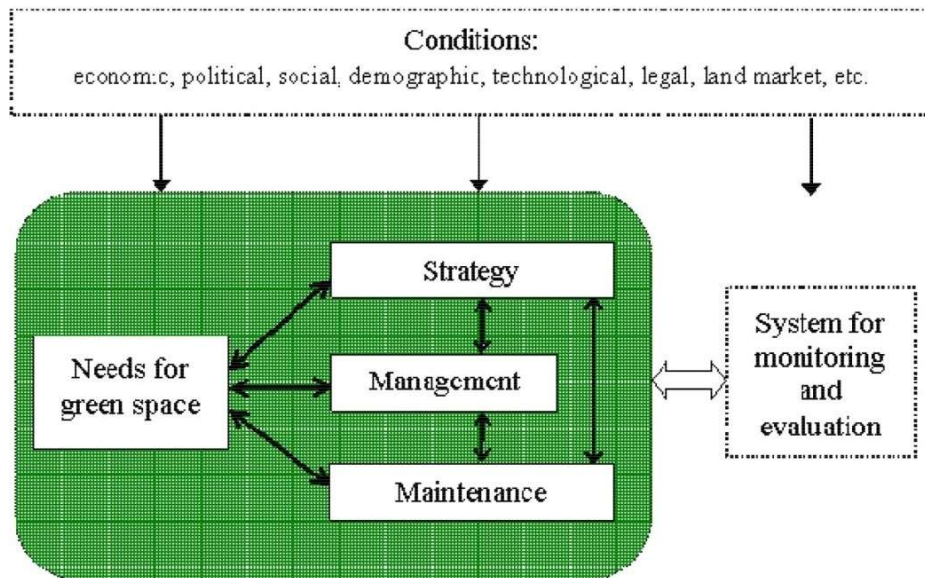 Conditions:
economic, political, social, demographic, technological, legal, land market, etc.
Strategy
Needs for
green space
Management
Maintenance
System for
monitoring
and
evaluation